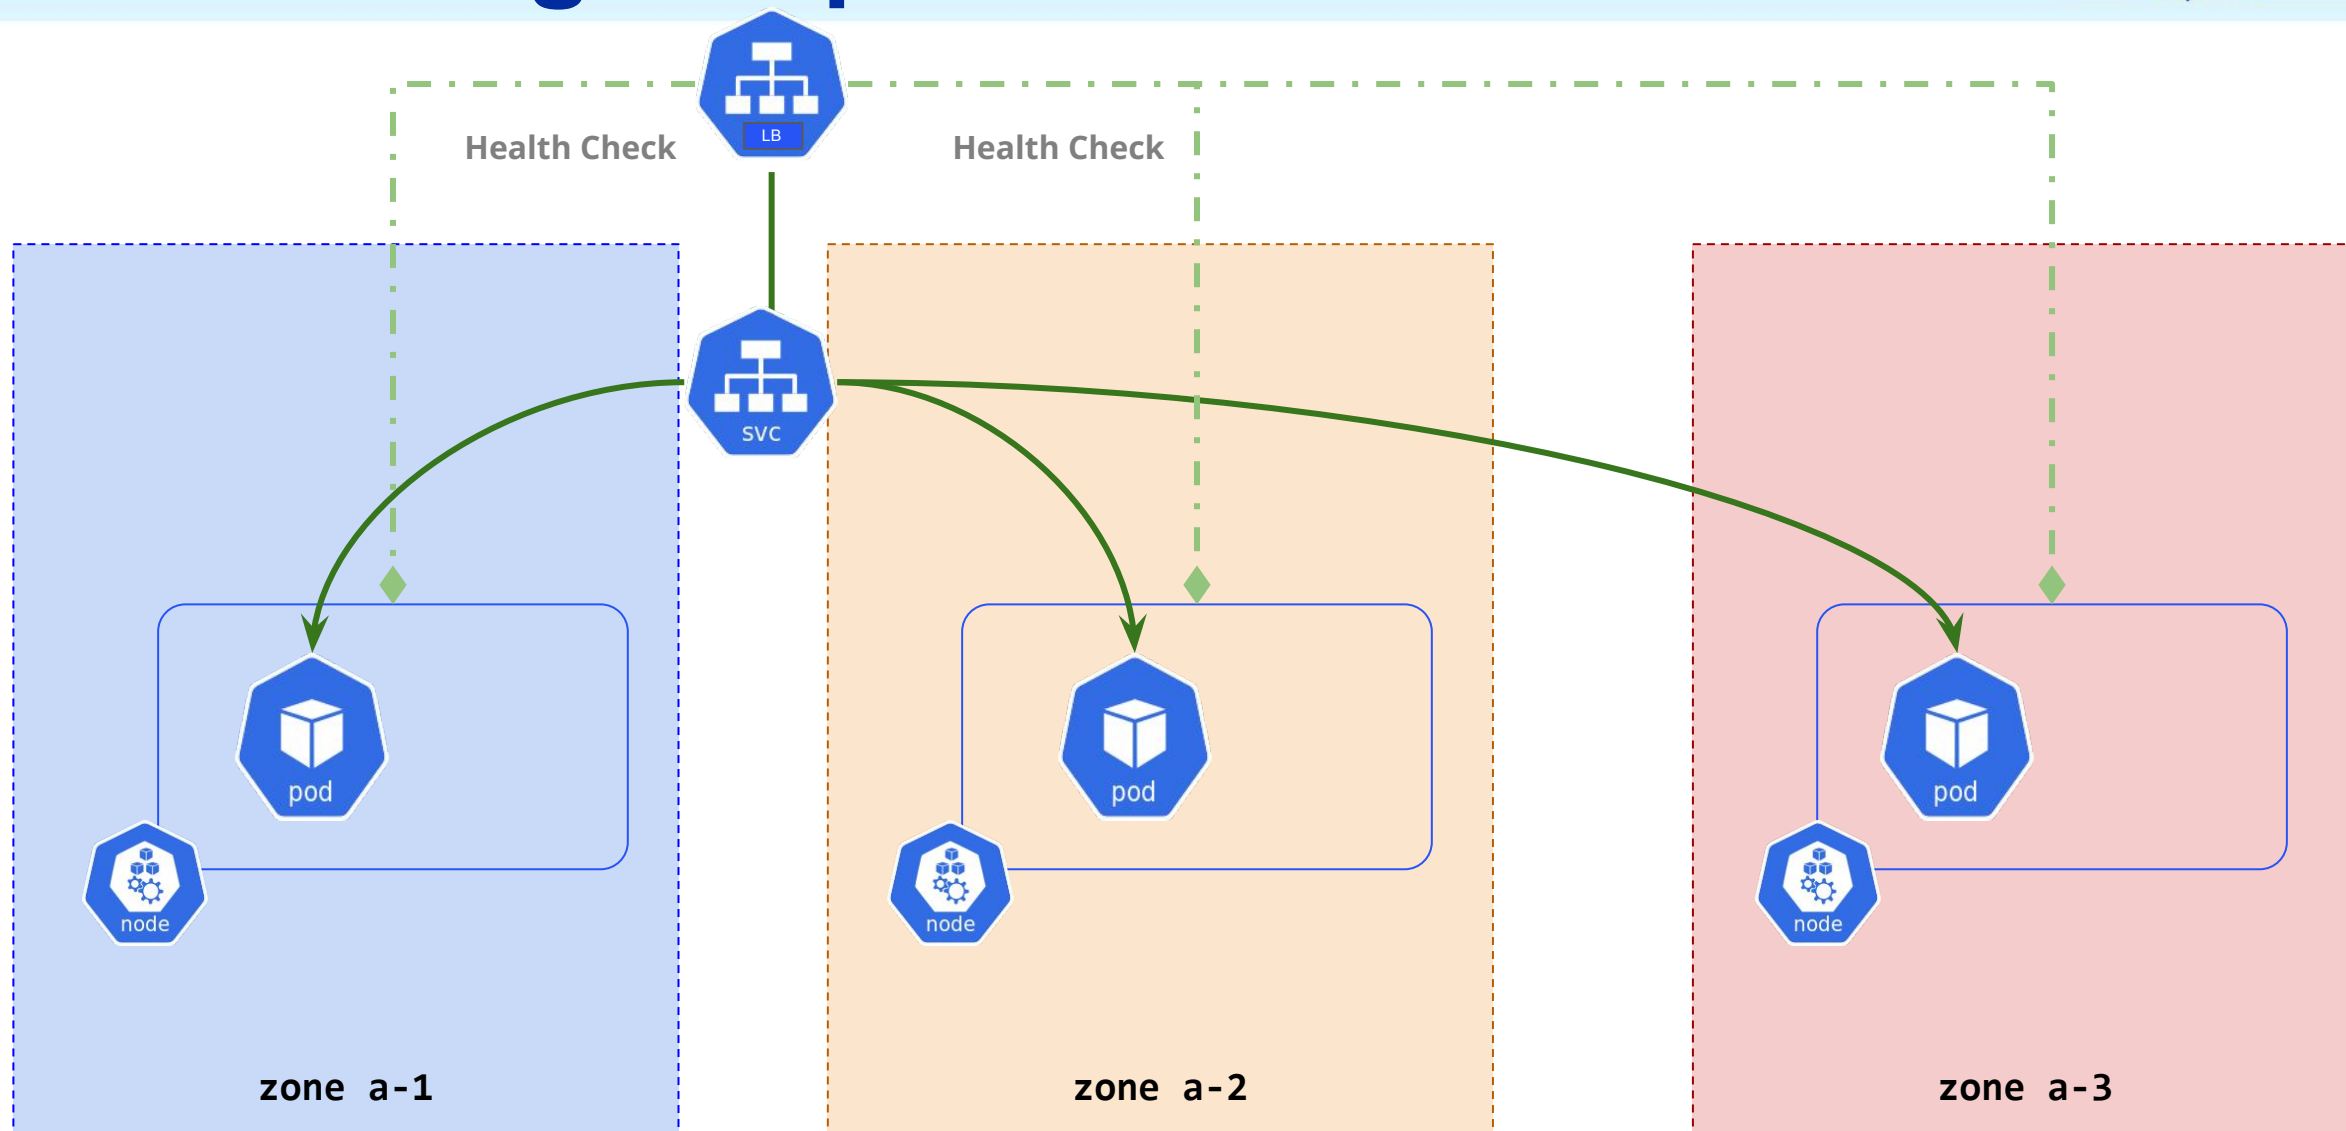 LB
Health Check
Health Check
svc
pod
pod
pod
node
node
node
zone a-1
zone a-2
zone a-3